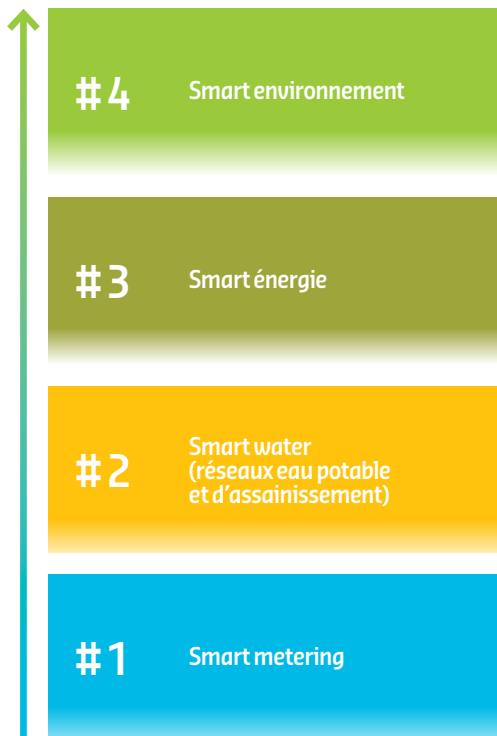 #4 Smart environnement
#3 Smart énergie
#2 Smart water
(réseaux eau potable
et d'assainissement)
#1 Smart metering